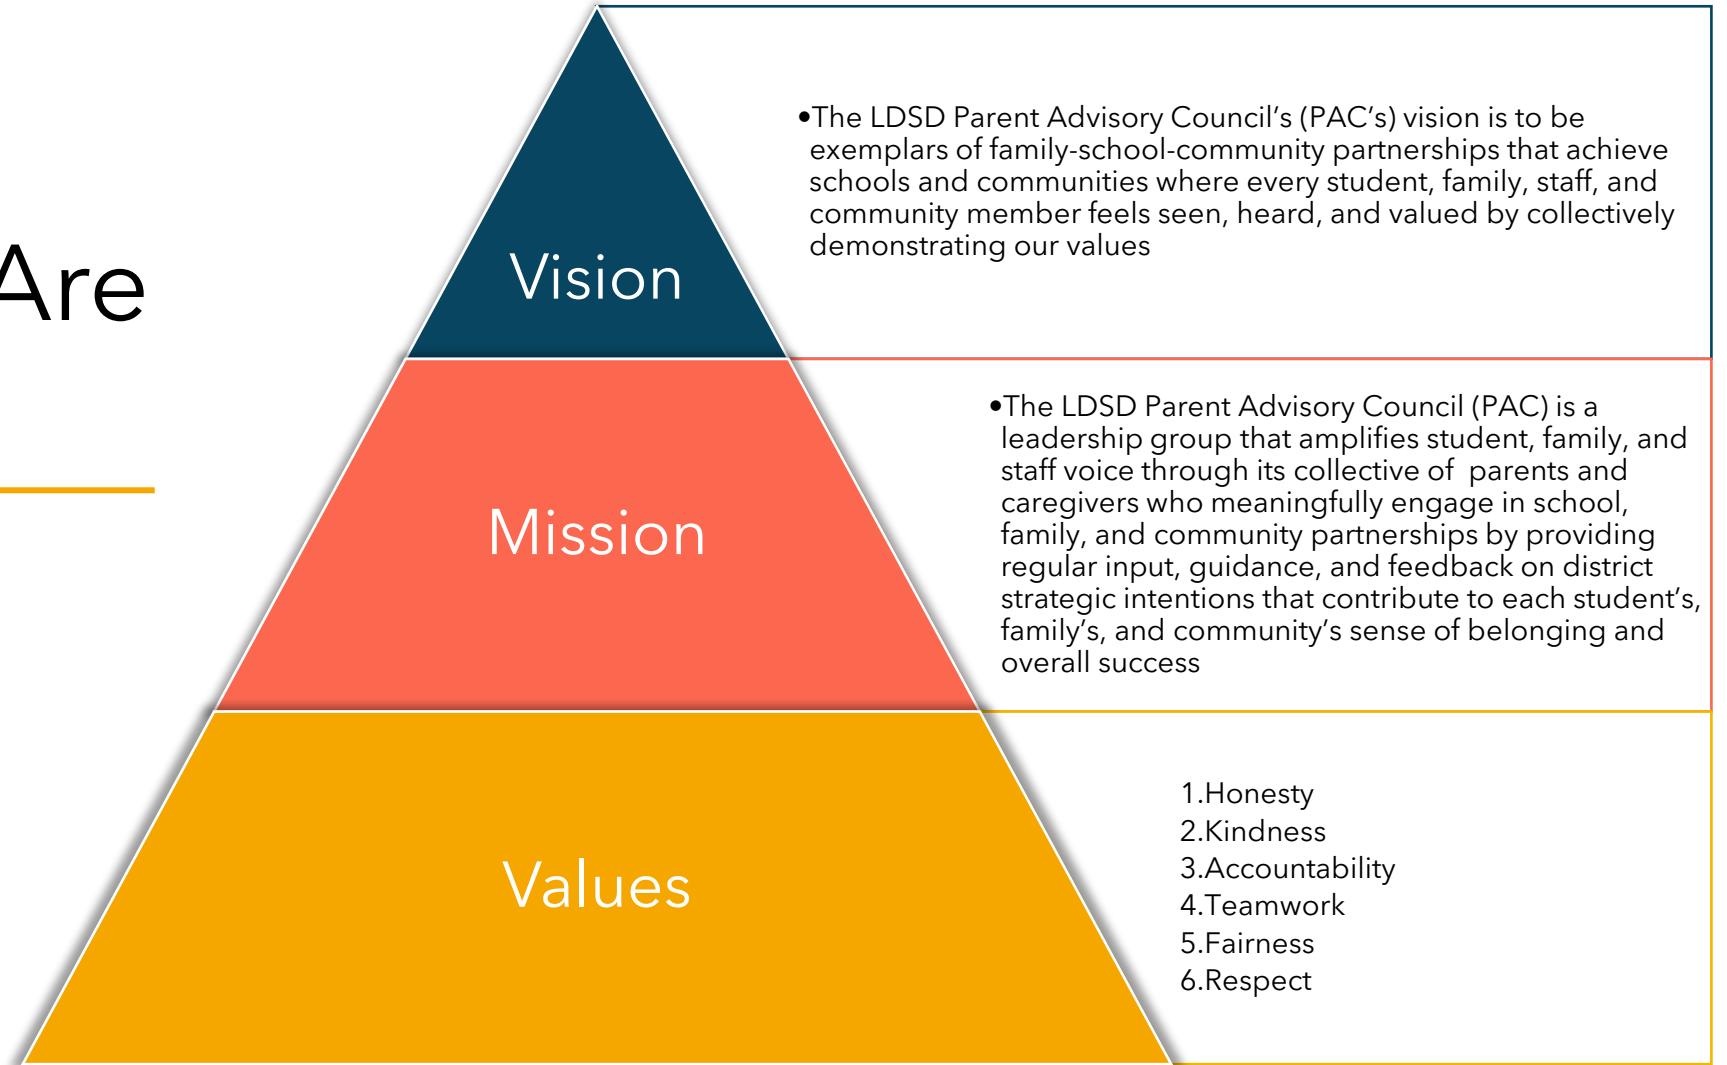 Are
Vision
•The LDSD Parent Advisory Council’s (PAC’s) vision is to be
exemplars of family-school-community partnerships that achieve
schools and communities where every student, family, staff, and
community member feels seen, heard, and valued by collectively
demonstrating our values
Mission
•The LDSD Parent Advisory Council (PAC) is a
leadership group that amplifies student, family, and
staff voice through its collective of  parents and
caregivers who meaningfully engage in school,
family, and community partnerships by providing
regular input, guidance, and feedback on district
strategic intentions that contribute to each student’s,
family’s, and community’s sense of belonging and
overall success
Values
1.Honesty
2.Kindness
3.Accountability
4.Teamwork
5.Fairness
6.Respect